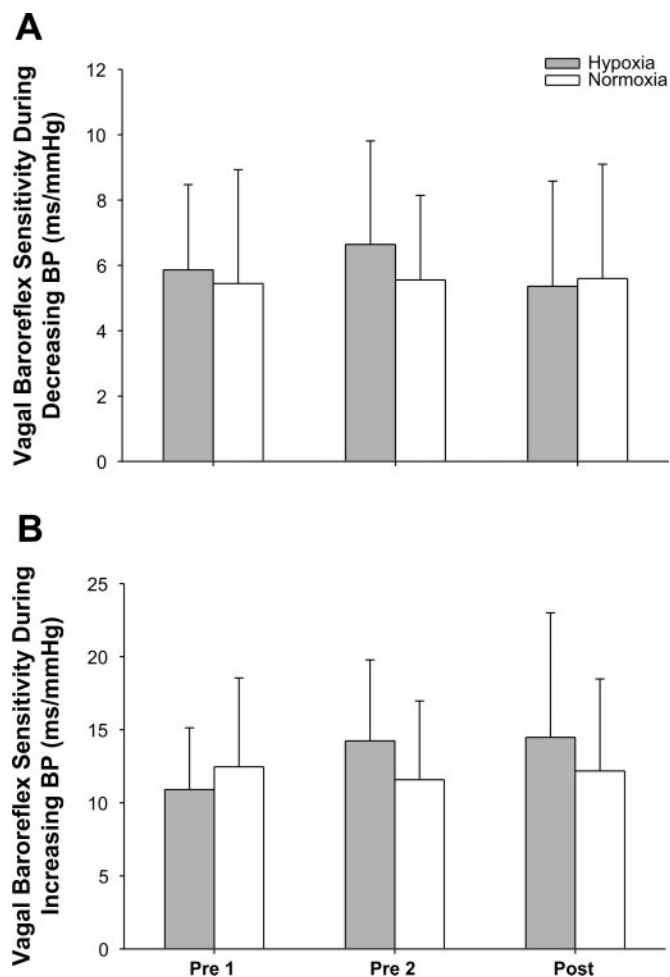 A
Hypoxia
Normoxia
Vagal Baroreflex Sensitivity During
Decreasing BP (ms/mmHg)
12
10
8
6
4
2
0
B
Vagal Baroreflex Sensitivity During
Increasing BP (ms/mmHg)
25
20
15
10
5
0
Pre 1 Pre 2 Post